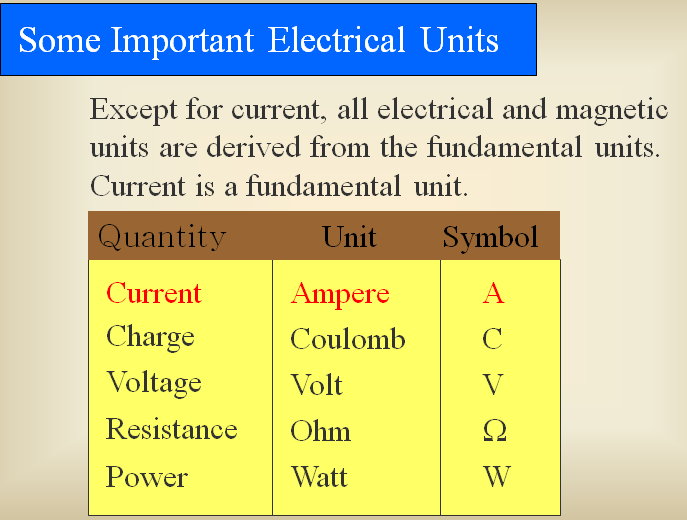 Some Important Electrical Units
Except for current, all electrical and magnetic
units are derived from the fundamental units.
Current is a fundamental unit.
Quantity Unit Symbol
Current Ampere A
Charge Coulomb C
Voltage Volt V
Resistance Ohm Ω
Power Watt W